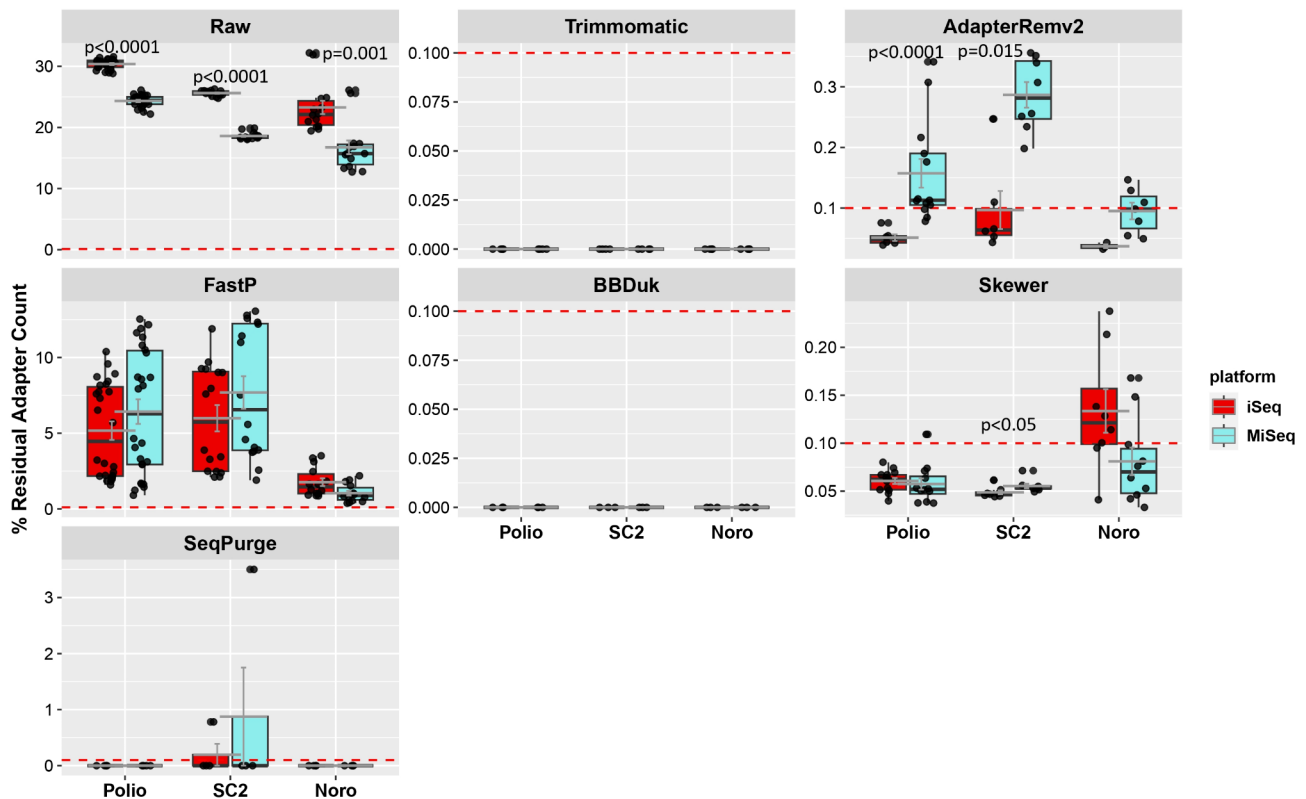 Raw
Trimmomatic
AdapterRemv2
p<0.0001
p<0.0001
p=0.001
30
20
10
0
0.100
0.075
0.050
0.025
0.000
p<0.0001
p=0.015
0.3
0.2
0.1
FastP
BBDuk
Skewer
10
5
0
0.100
0.075
0.050
0.025
0.000
p<0.05
0.20
0.15
0.10
0.05
Polio
SC2
Noro
Polio
SC2
Noro
SeqPurge
3
2
1
0
Polio
SC2
Noro
% Residual Adapter Count
platform
iSeq
MiSeq